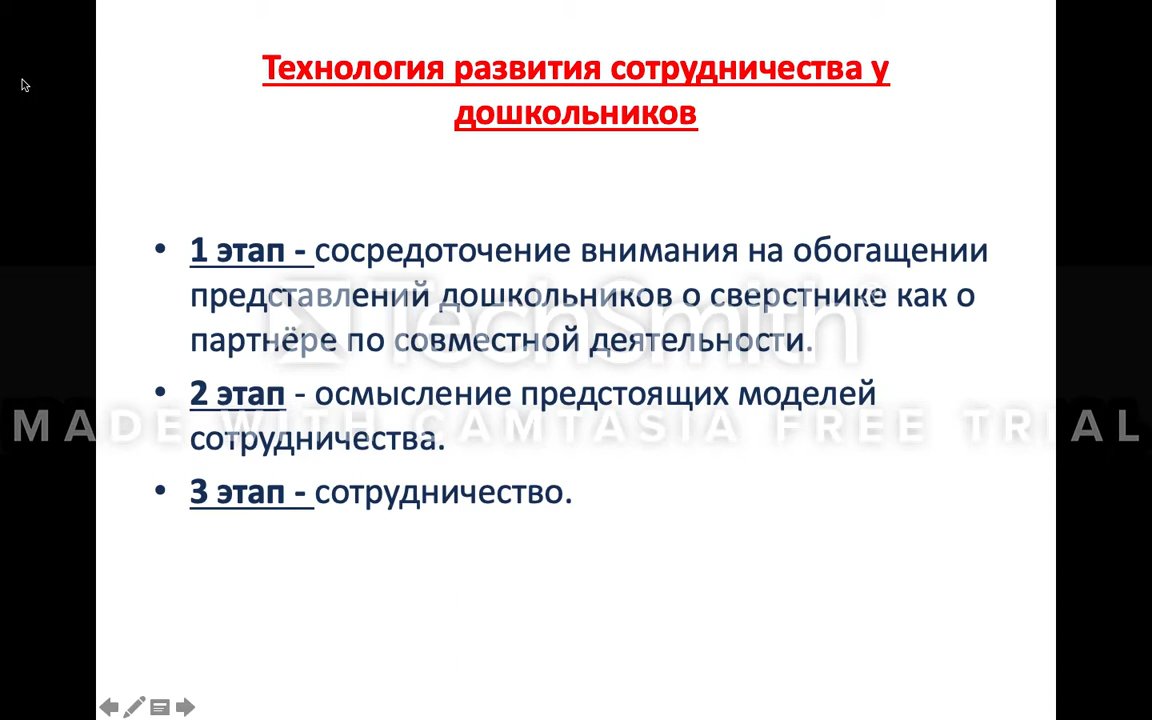 Технология развития сотрудничества у
дошкольников
• 1 этап - сосредоточение внимания на обогащении
представлений дошкольников о сверстнике как о
партнёре по совместной деятельности.
• 2 этап - осмысление предстоящих моделей
сотрудничества.
• 3 этап - сотрудничество.
TechSmith
MADE WITH CAMTASIA FREE TRIAL